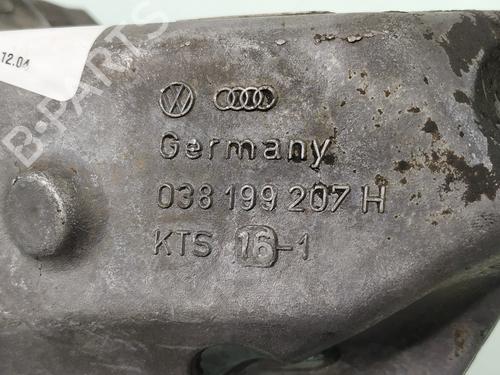 12.04
Germany
038 199 207 H
KTS 16-1
B-PARTS